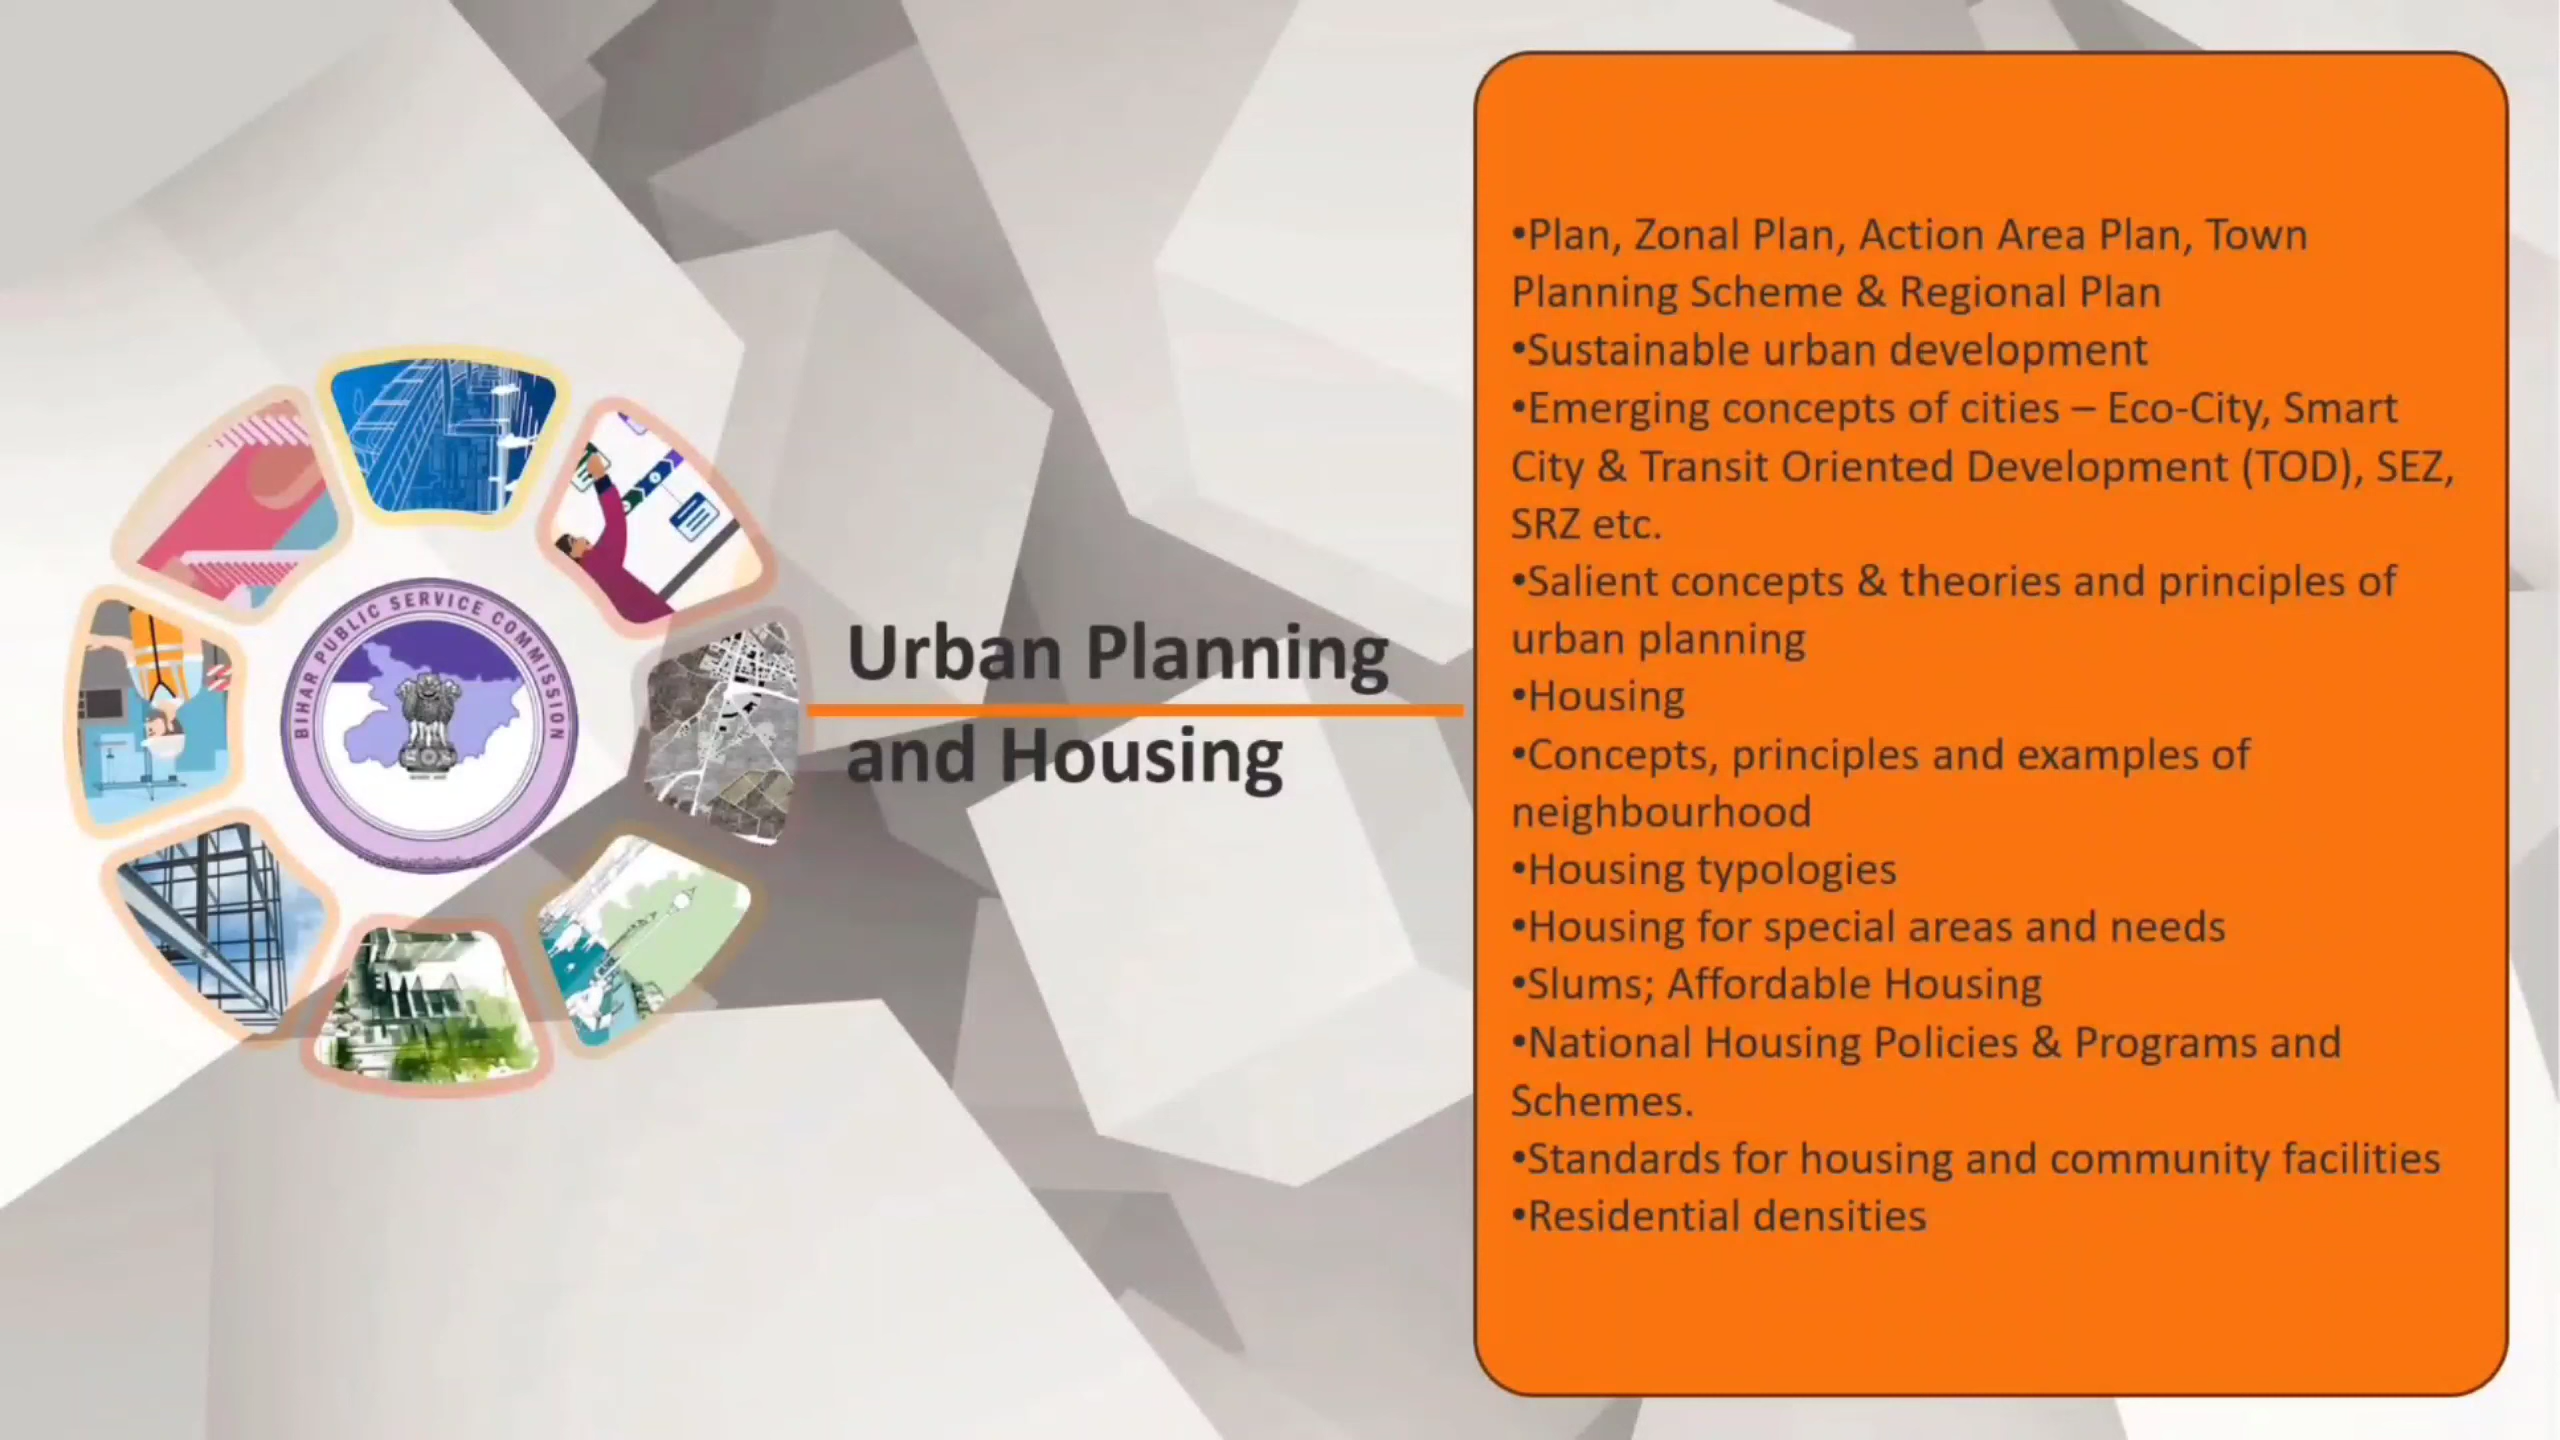 BIHAR PUBLIC SERVICE COMMISSION
Urban Planning
and Housing
•Plan, Zonal Plan, Action Area Plan, Town
Planning Scheme & Regional Plan
•Sustainable urban development
•Emerging concepts of cities – Eco-City, Smart
City & Transit Oriented Development (TOD), SEZ,
SRZ etc.
•Salient concepts & theories and principles of
urban planning
•Housing
•Concepts, principles and examples of
neighbourhood
•Housing typologies
•Housing for special areas and needs
•Slums; Affordable Housing
•National Housing Policies & Programs and
Schemes.
•Standards for housing and community facilities
•Residential densities